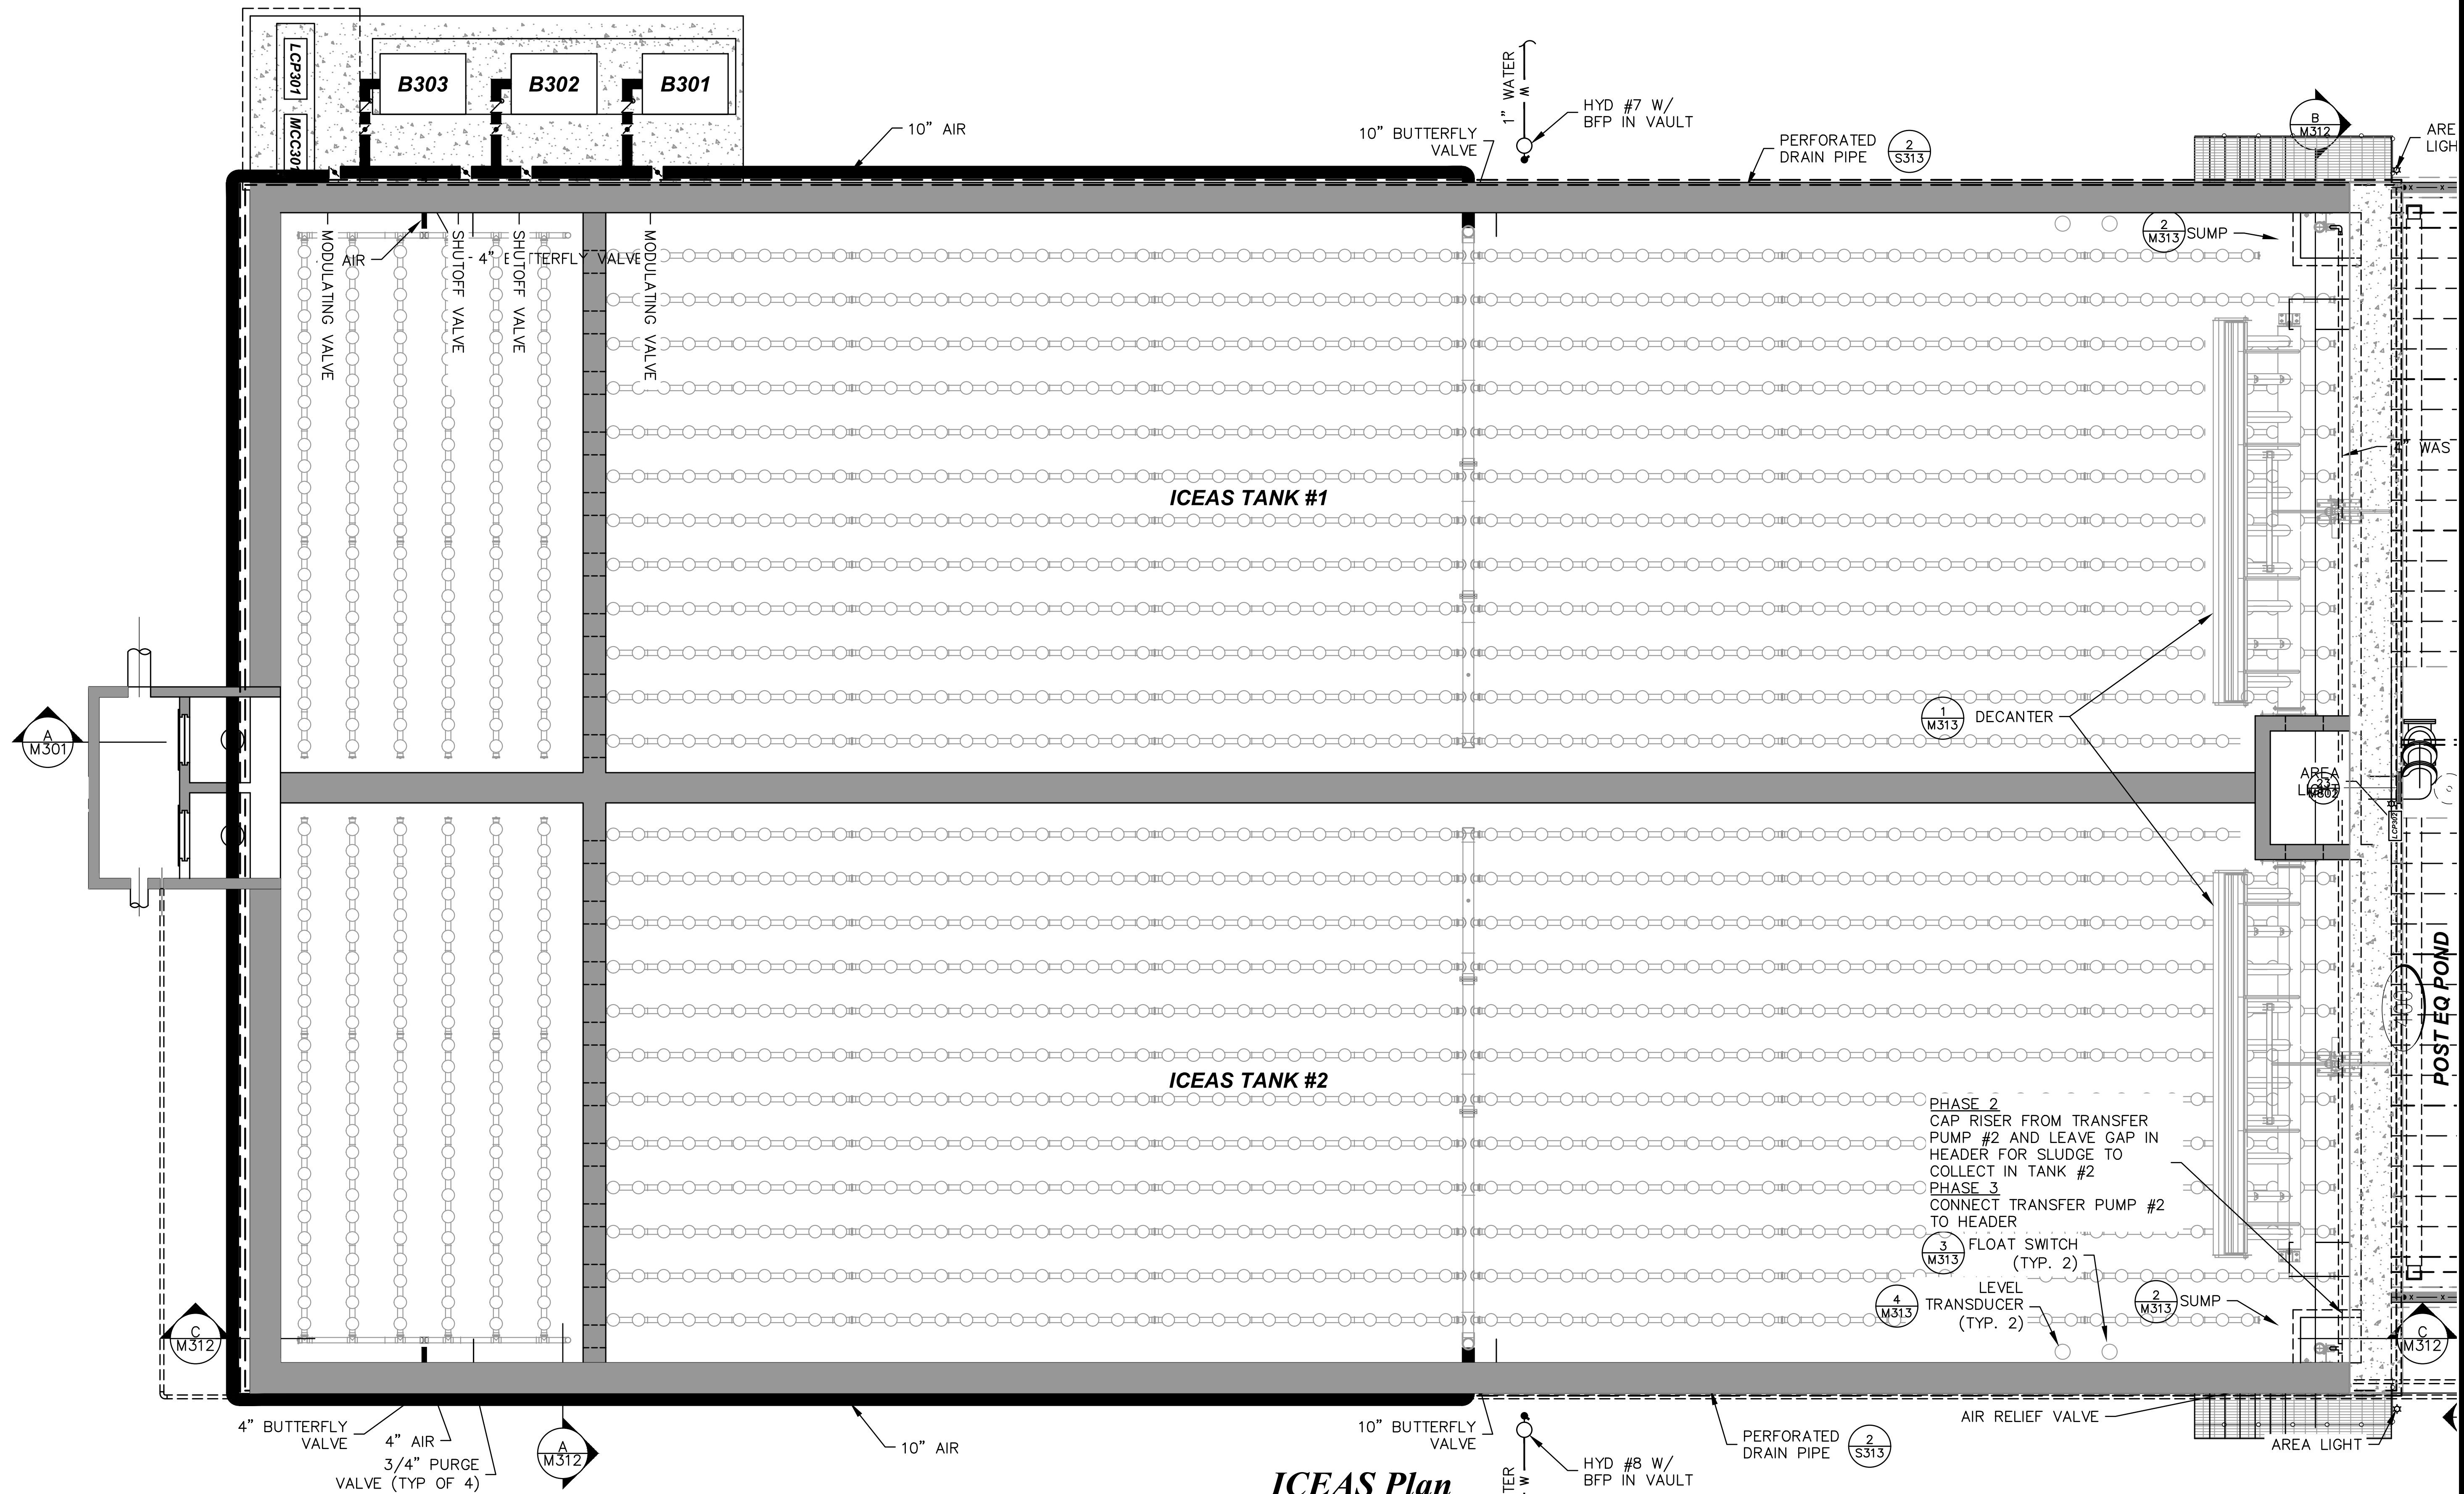 LCP301
MCC301
B303
B302
B301
10” AIR
1” WATER
W
HYD #7 W/
BFP IN VAULT
10” BUTTERFLY
VALVE
PERFORATED
DRAIN PIPE
2
S313
B
M312
MODULATING VALVE
AIR
SHUTOFF VALVE
4”
SHUTOFF VALVE
VALVE
MODULATING VALVE
2
M313
SUMP
4” WAS
ICEAS TANK #1
A
M301
1
M313
DECANTER
AREA
LIGHT
23
M802
LCP302
ICEAS TANK #2
POST EQ POND
PHASE 2
CAP RISER FROM TRANSFER
PUMP #2 AND LEAVE GAP IN
HEADER FOR SLUDGE TO
COLLECT IN TANK #2
PHASE 3
CONNECT TRANSFER PUMP #2
TO HEADER
3
M313
FLOAT SWITCH
(TYP. 2)
4
M313
LEVEL
TRANSDUCER
(TYP. 2)
2
M313
SUMP
C
M312
C
M312
4” BUTTERFLY
VALVE
4” AIR
3/4” PURGE
VALVE (TYP OF 4)
A
M312
10” AIR
10” BUTTERFLY
VALVE
HYD #8 W/
BFP IN VAULT
W
PERFORATED
DRAIN PIPE
2
S313
AIR RELIEF VALVE
AREA LIGHT
ICEAS Plan